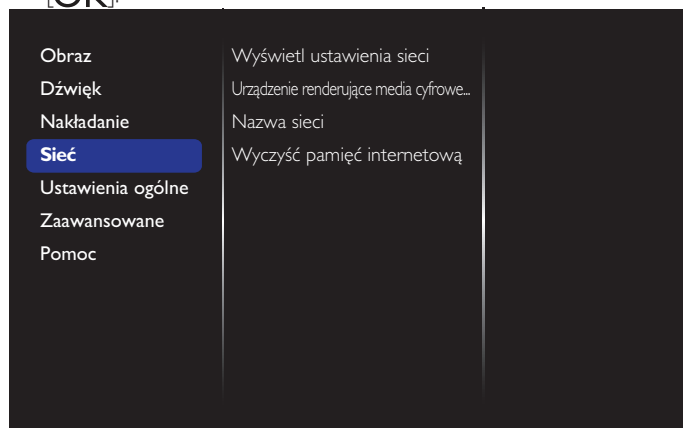 [OK].
Obraz
Dźwięk
Nakładanie
Sieć
Ustawienia ogólne
Zaawansowane
Pomoc
Wyświetl ustawienia sieci
Urządzenie renderujące media cyfrowe...
Nazwa sieci
Wyczyść pamięć internetową